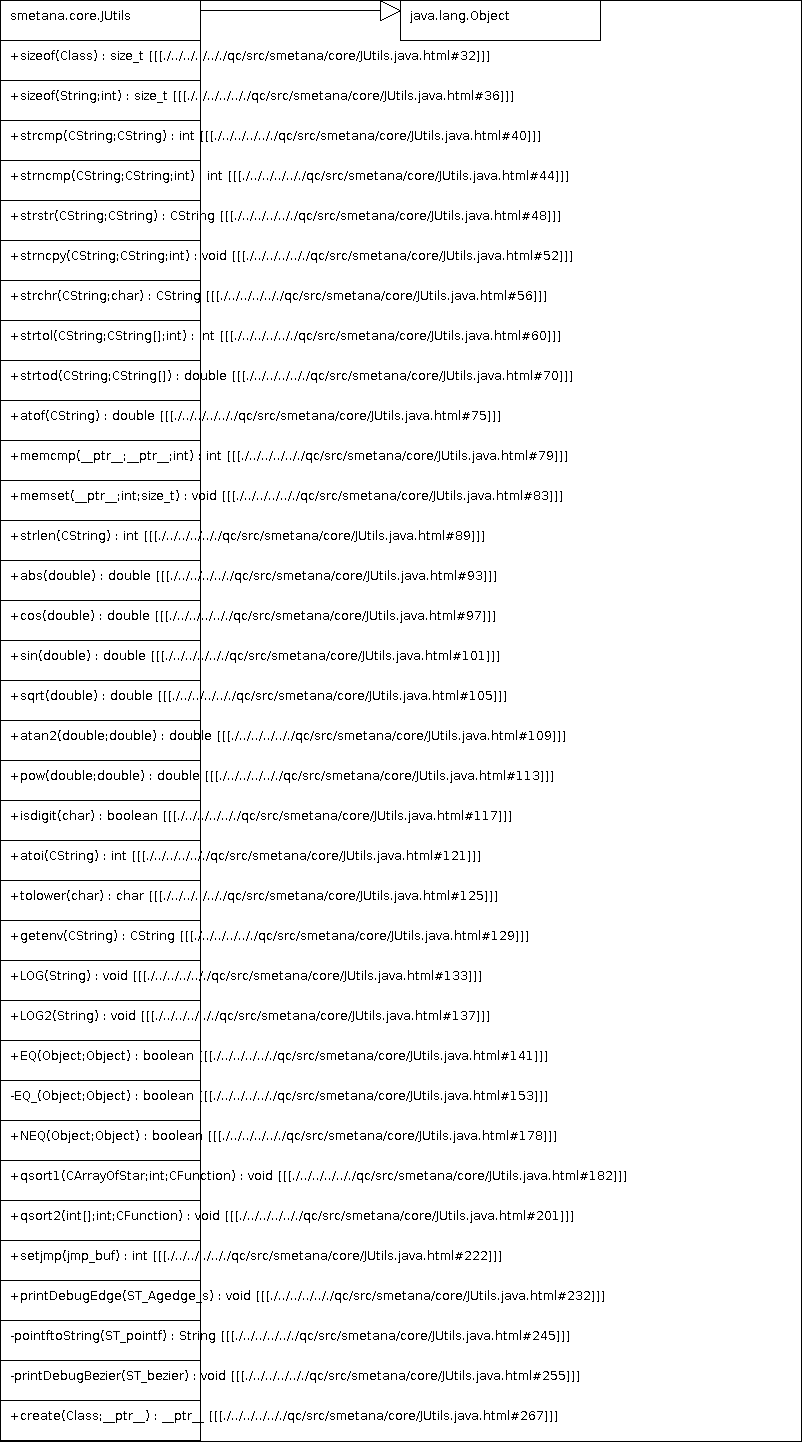 smetana.core.JUtils
java.lang.Object
+sizeof(Class) : size_t [[[./../../../.././qc/src/smetana/core/JUtils.java.html#32]]]
+sizeof(String;int) : size_t [[[./../../../.././qc/src/smetana/core/JUtils.java.html#36]]]
+strcmp(CString;CString) : int [[[./../../../.././qc/src/smetana/core/JUtils.java.html#40]]]
+strncmp(CString;CString;int) : int [[[./../../../.././qc/src/smetana/core/JUtils.java.html#44]]]
+strstr(CString;CString) : CString [[[./../../../.././qc/src/smetana/core/JUtils.java.html#48]]]
+strncpy(CString;CString;int) : void [[[./../../../.././qc/src/smetana/core/JUtils.java.html#52]]]
+strchr(CString;char) : CString [[[./../../../.././qc/src/smetana/core/JUtils.java.html#56]]]
+strtol(CString;CString[];int) : int [[[./../../../.././qc/src/smetana/core/JUtils.java.html#60]]]
+strtod(CString;CString[]) : double [[[./../../../.././qc/src/smetana/core/JUtils.java.html#70]]]
+atof(CString) : double [[[./../../../.././qc/src/smetana/core/JUtils.java.html#75]]]
+memcmp(__ptr__;__ptr__;int) : int [[[./../../../.././qc/src/smetana/core/JUtils.java.html#79]]]
+memset(__ptr__;int;size_t) : void [[[./../../../.././qc/src/smetana/core/JUtils.java.html#83]]]
+strlen(CString) : int [[[./../../../.././qc/src/smetana/core/JUtils.java.html#89]]]
+abs(double) : double [[[./../../../.././qc/src/smetana/core/JUtils.java.html#93]]]
+cos(double) : double [[[./../../../.././qc/src/smetana/core/JUtils.java.html#97]]]
+sin(double) : double [[[./../../../.././qc/src/smetana/core/JUtils.java.html#101]]]
+sqrt(double) : double [[[./../../../.././qc/src/smetana/core/JUtils.java.html#105]]]
+atan2(double;double) : double [[[./../../../.././qc/src/smetana/core/JUtils.java.html#109]]]
+pow(double;double) : double [[[./../../../.././qc/src/smetana/core/JUtils.java.html#113]]]
+isdigit(char) : boolean [[[./../../../.././qc/src/smetana/core/JUtils.java.html#117]]]
+atoi(CString) : int [[[./../../../.././qc/src/smetana/core/JUtils.java.html#121]]]
+tolower(char) : char [[[./../../../.././qc/src/smetana/core/JUtils.java.html#125]]]
+getenv(CString) : CString [[[./../../../.././qc/src/smetana/core/JUtils.java.html#129]]]
+LOG(String) : void [[[./../../../.././qc/src/smetana/core/JUtils.java.html#133]]]
+LOG2(String) : void [[[./../../../.././qc/src/smetana/core/JUtils.java.html#137]]]
+EQ(Object;Object) : boolean [[[./../../../.././qc/src/smetana/core/JUtils.java.html#141]]]
-EQ_(Object;Object) : boolean [[[./../../../.././qc/src/smetana/core/JUtils.java.html#153]]]
+NEQ(Object;Object) : boolean [[[./../../../.././qc/src/smetana/core/JUtils.java.html#178]]]
+qsort1(CArrayOfStar;int;CFunction) : void [[[./../../../.././qc/src/smetana/core/JUtils.java.html#182]]]
+qsort2(int[];int;CFunction) : void [[[./../../../.././qc/src/smetana/core/JUtils.java.html#201]]]
+setjmp(jmp_buf) : int [[[./../../../.././qc/src/smetana/core/JUtils.java.html#222]]]
+printDebugEdge(ST_Agedge_s) : void [[[./../../../.././qc/src/smetana/core/JUtils.java.html#232]]]
-pointftoString(ST_pointf) : String [[[./../../../.././qc/src/smetana/core/JUtils.java.html#245]]]
-printDebugBezier(ST_bezier) : void [[[./../../../.././qc/src/smetana/core/JUtils.java.html#255]]]
+create(Class;__ptr__) : __ptr__ [[[./../../../.././qc/src/smetana/core/JUtils.java.html#267]]]